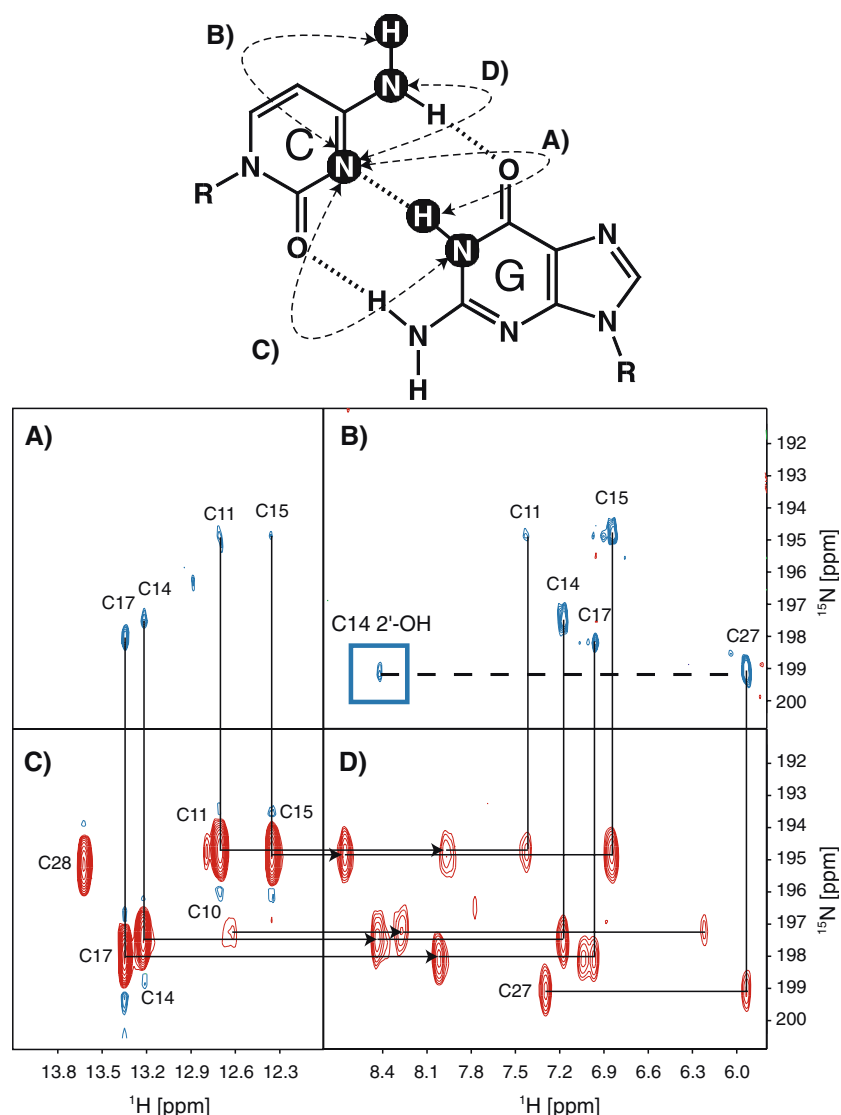 H
B)
N
D)
H
C
N
A)
N
O
R
H
N
N
O
G
H
N
C)
N
N
R
H
A)
B)
192
C15
193
C11
C15
C11
194
195
C14
196
C17
C14
C17
197
C14 2'-OH
C27
198
199
200
¹⁵N [ppm]
C)
D)
192
193
C11
C15
194
C28
195
C10
196
197
C17
198
C14
C27
199
200
¹⁵N [ppm]
13.8 13.5 13.2 12.9 12.6 12.3 8.4 8.1 7.8 7.5 7.2 6.9 6.6 6.3 6.0
¹H [ppm] ¹H [ppm]